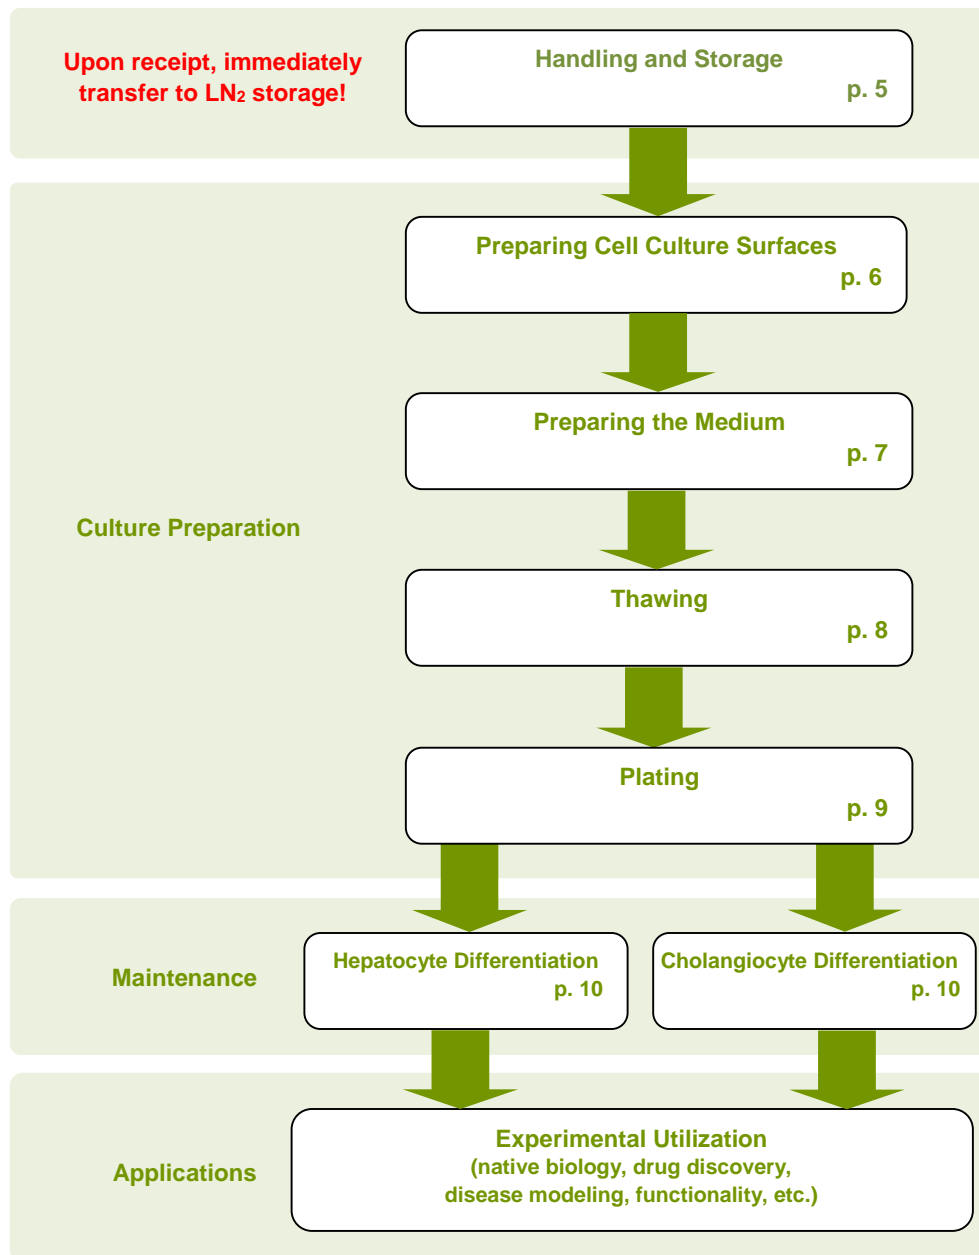 Upon receipt, immediately
transfer to LN₂ storage!
Handling and Storage
p. 5
Preparing Cell Culture Surfaces
p. 6
Preparing the Medium
p. 7
Culture Preparation
Thawing
p. 8
Plating
p. 9
Maintenance
Hepatocyte Differentiation
p. 10
Cholangiocyte Differentiation
p. 10
Applications
Experimental Utilization
(native biology, drug discovery,
disease modeling, functionality, etc.)